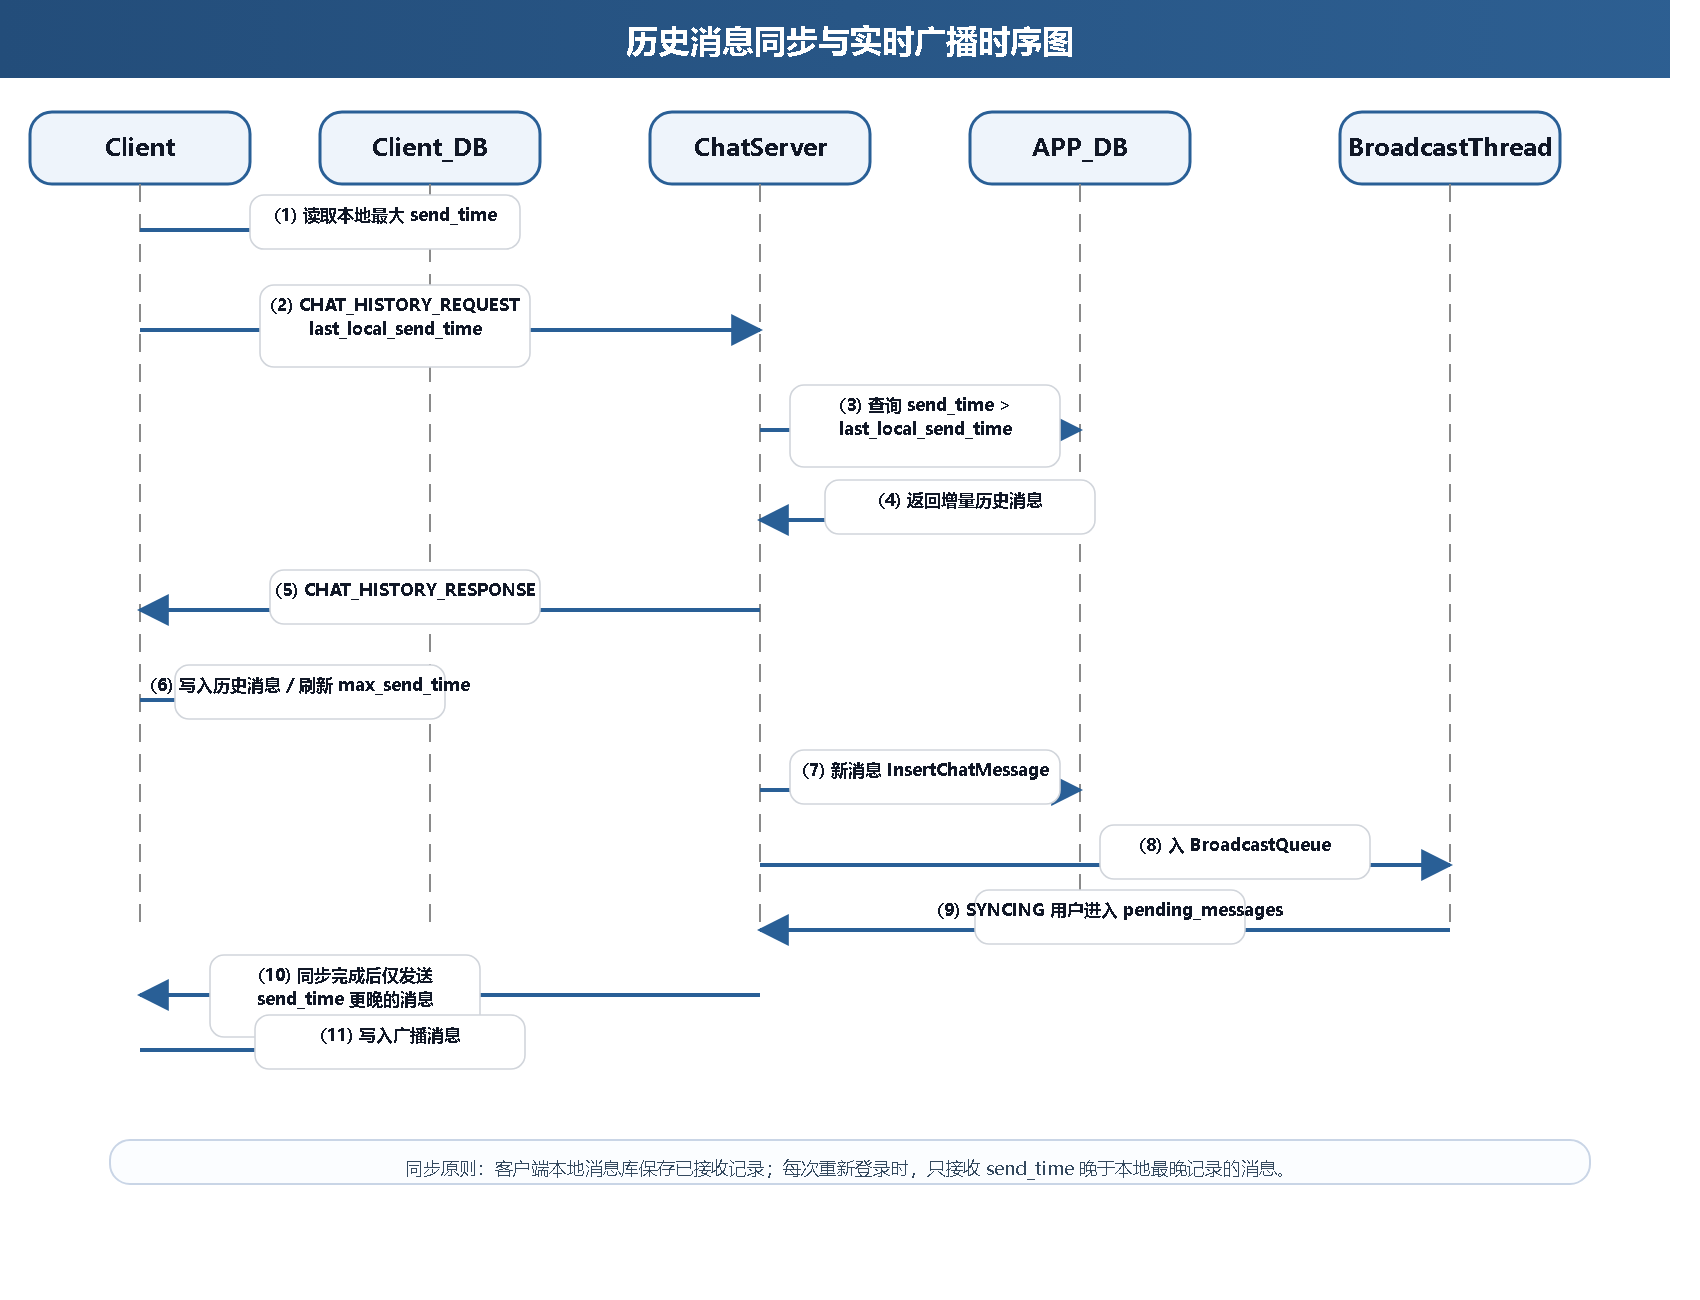 历史消息同步与实时广播时序图
Client
Client_DB
ChatServer
APP_DB
BroadcastThread
(1) 读取本地最大 send_time
(2) CHAT_HISTORY_REQUEST
last_local_send_time
(3) 查询 send_time >
last_local_send_time
(4) 返回增量历史消息
(5) CHAT_HISTORY_RESPONSE
(6) 写入历史消息 / 刷新 max_send_time
(7) 新消息 InsertChatMessage
(8) 入 BroadcastQueue
(9) SYNCING 用户进入 pending_messages
(10) 同步完成后仅发送
send_time 更晚的消息
(11) 写入广播消息
同步原则：客户端本地消息库保存已接收记录；每次重新登录时，只接收 send_time 晚于本地最晚记录的消息。